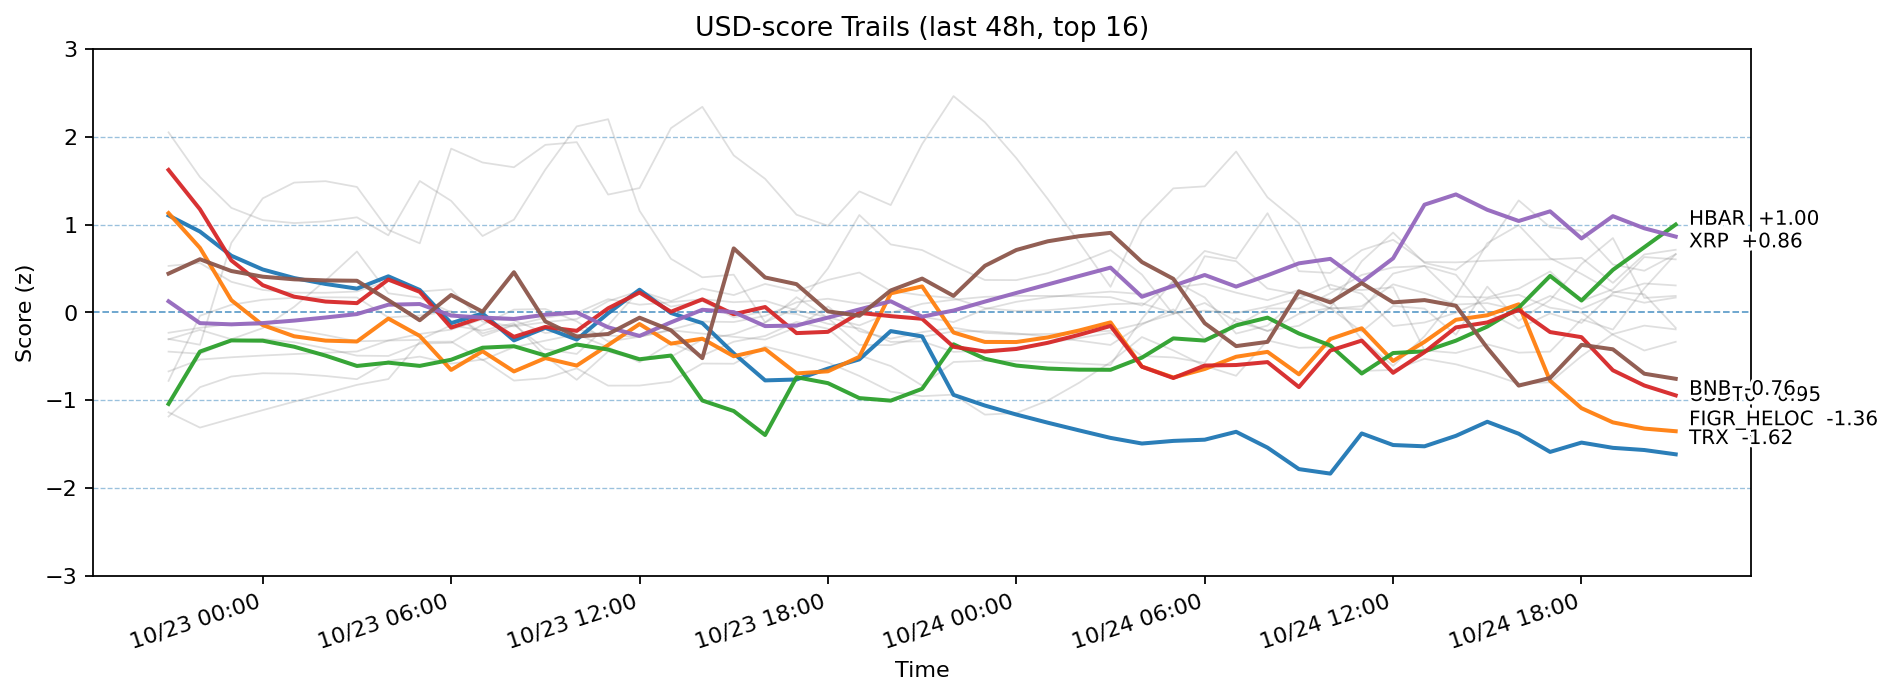 USD-score Trails (last 48h, top 16)
Score (z)
3
2
1
0
−1
−2
−3
HBAR +1.00
XRP +0.86
BNB -0.76
FIGR_HELOC -1.36
TRX -1.62
10/23 00:00
10/23 06:00
10/23 12:00
10/23 18:00
10/24 00:00
10/24 06:00
10/24 12:00
10/24 18:00
Time